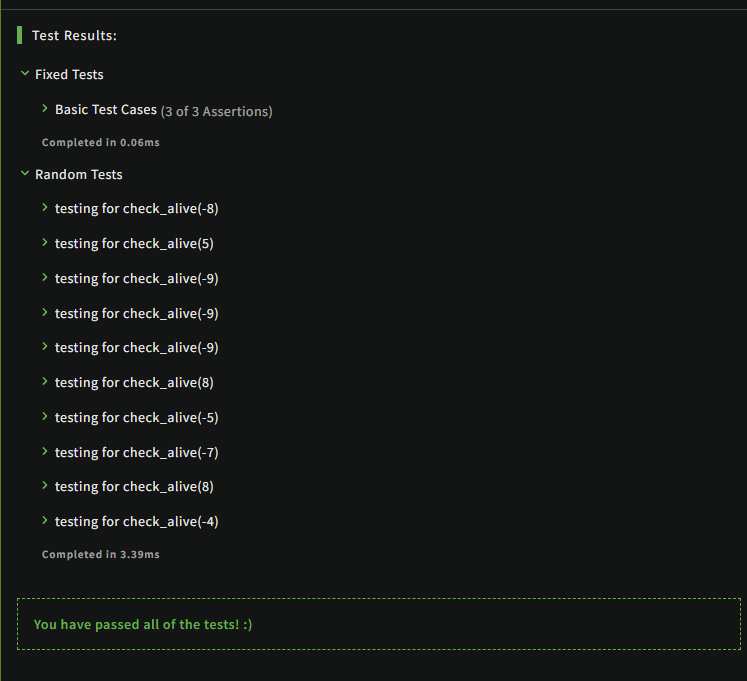 Test Results:
Fixed Tests
Basic Test Cases (3 of 3 Assertions)
Completed in 0.06ms
Random Tests
testing for check_alive(-8)
testing for check_alive(5)
testing for check_alive(-9)
testing for check_alive(-9)
testing for check_alive(-9)
testing for check_alive(8)
testing for check_alive(-5)
testing for check_alive(-7)
testing for check_alive(8)
testing for check_alive(-4)
Completed in 3.39ms
You have passed all of the tests! :)